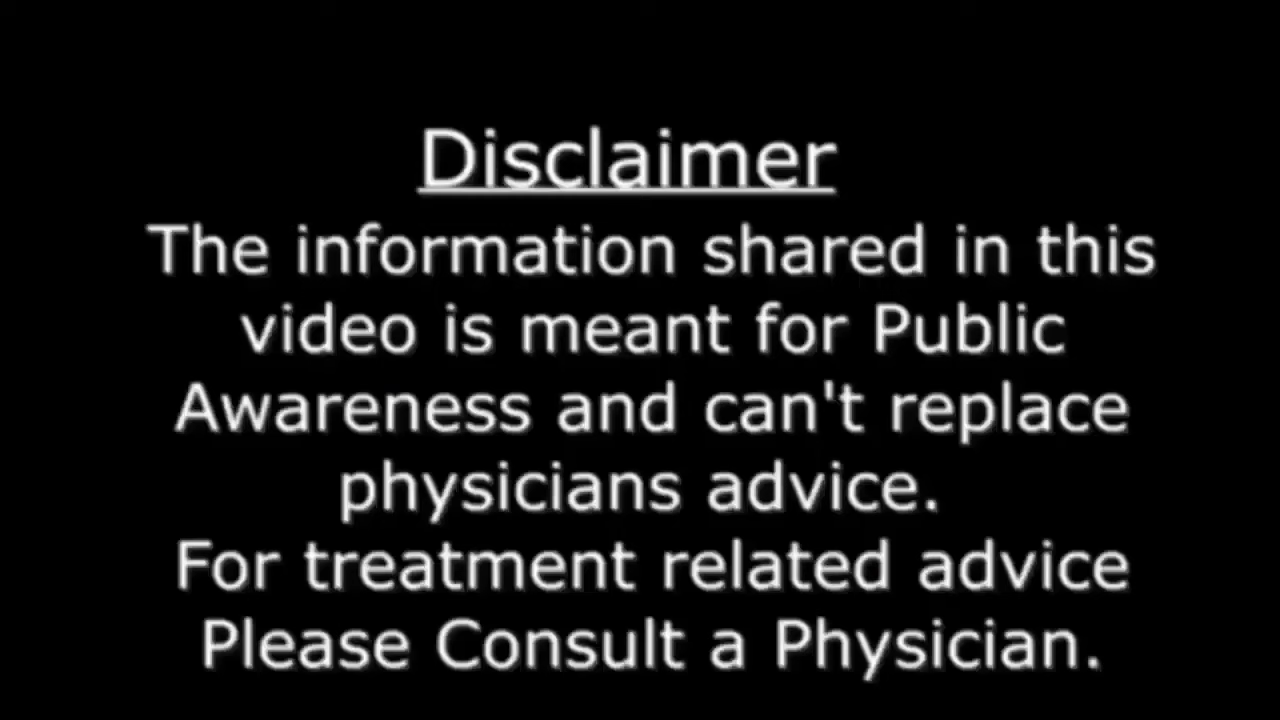 Disclaimer
The information shared in this
video is meant for Public
Awareness and can't replace
physicians advice.
For treatment related advice
Please Consult a Physician.